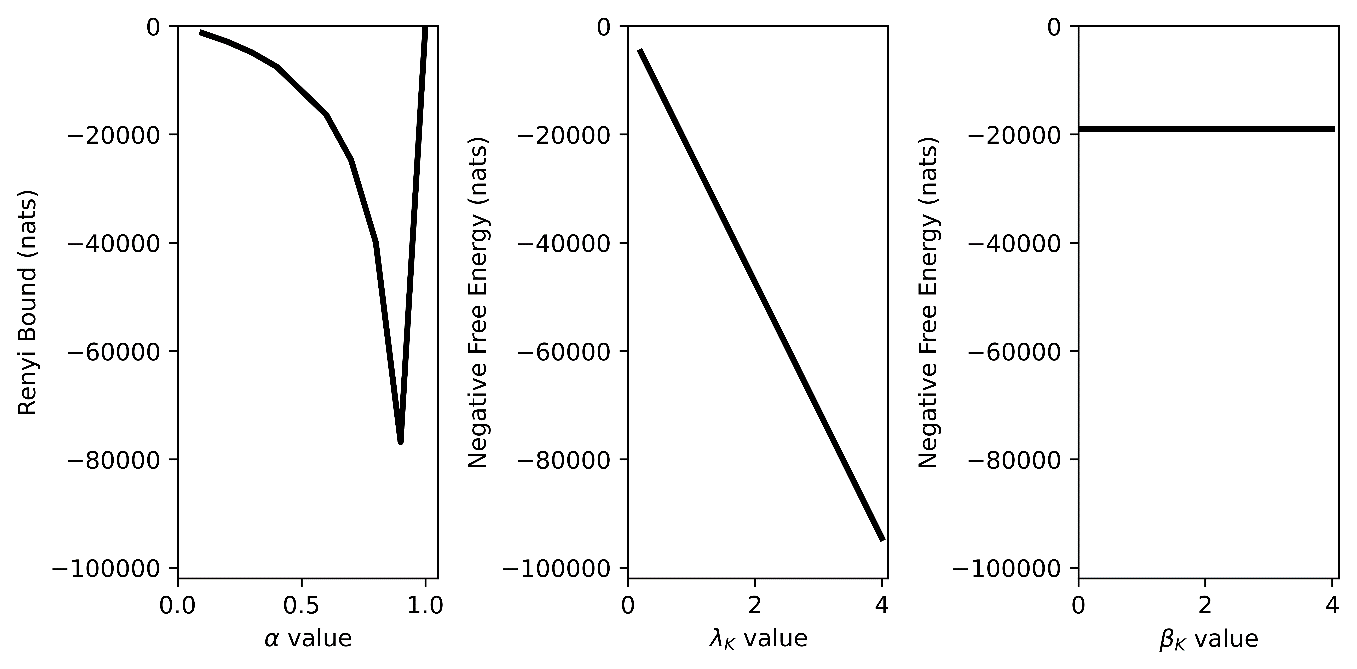 Renyi Bound (nats)
0
−20000
−40000
−60000
−80000
−100000
0.0 0.5 1.0
α value
Negative Free Energy (nats)
0
−20000
−40000
−60000
−80000
−100000
0 2 4
λ_K value
Negative Free Energy (nats)
0
−20000
−40000
−60000
−80000
−100000
0 2 4
β_K value